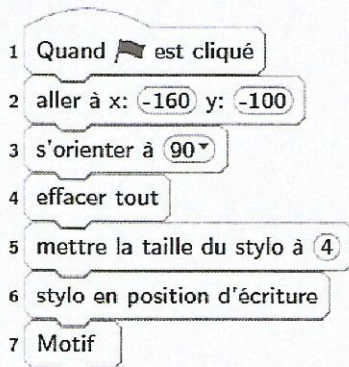 1 Quand est cliqué
2 aller à x: -160 y: -100
3 s'orienter à 90
4 effacer tout
5 mettre la taille du stylo à 4
6 stylo en position d'écriture
7 Motif